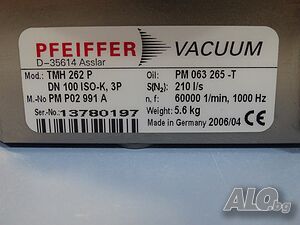 PFEIFFER VACUUM
D–35614 Asslar
Mod.: TMH 262 P Oil: PM 063 265 -T
DN 100 ISO-K, 3P S(N₂): 210 l/s
M.-No PM P02 991 A n. f: 60000 1/min, 1000 Hz
Weight: 5.6 kg
Ser.-No: 13780197 Made in Germany 2006/04 CE
ALO.bg